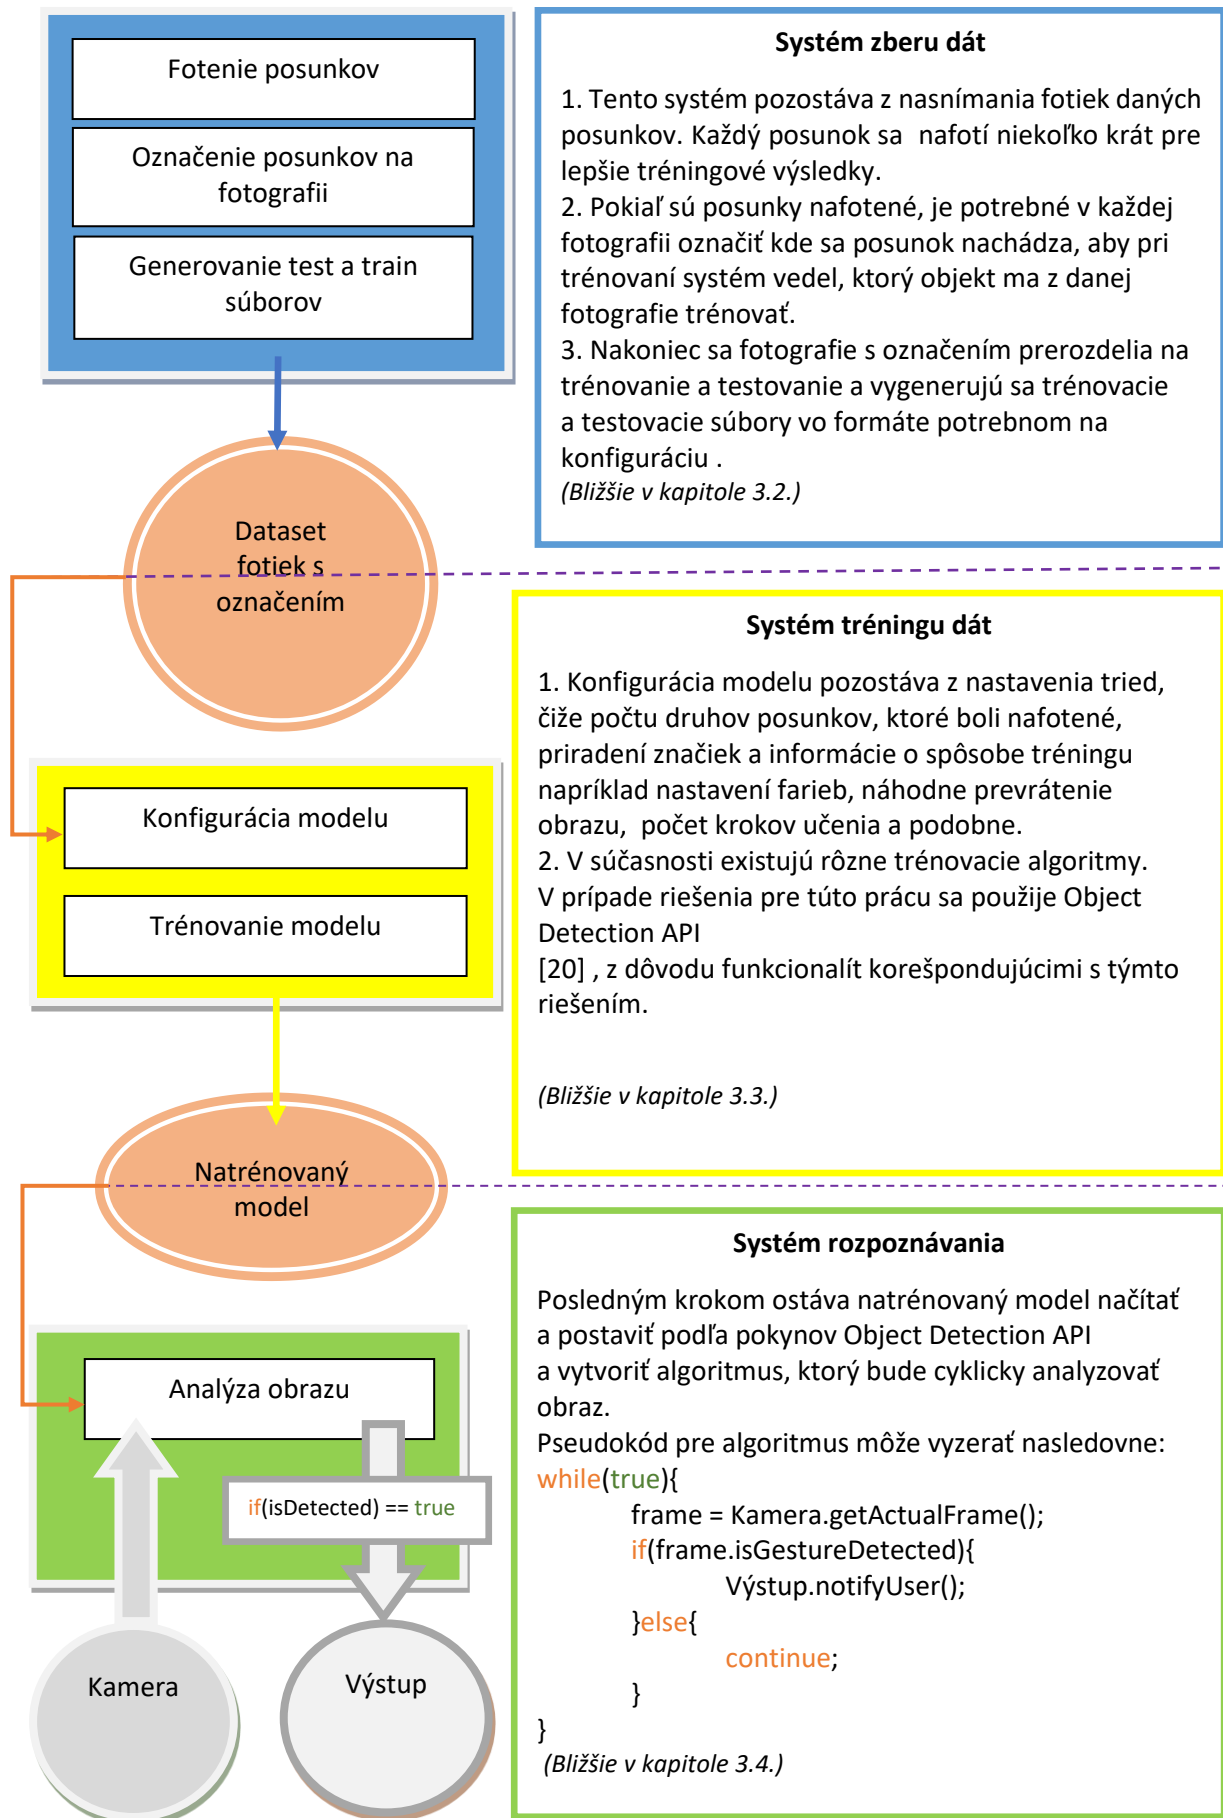 Fotenie posunkov
Označenie posunkov na
fotografii
Generovanie test a train
súborov
Systém zberu dát
1. Tento systém pozostáva z nasnímania fotiek daných
posunkov. Každý posunok sa nafotí niekoľko krát pre
lepšie tréningové výsledky.
2. Pokiaľ sú posunky nafotené, je potrebné v každej
fotografii označiť kde sa posunok nachádza, aby pri
trénovaní systém vedel, ktorý objekt ma z danej
fotografie trénovať.
3. Nakoniec sa fotografie s označením prerozdelia na
trénovanie a testovanie a vygenerujú sa trénovacie
a testovacie súbory vo formáte potrebnom na
konfiguráciu .
(Bližšie v kapitole 3.2.)
Dataset
fotiek s
označením
Systém tréningu dát
1. Konfigurácia modelu pozostáva z nastavenia tried,
čiže počtu druhov posunkov, ktoré boli nafotené,
priradení značiek a informácie o spôsobe tréningu
napríklad nastavení farieb, náhodne prevrátenie
obrazu, počet krokov učenia a podobne.
2. V súčasnosti existujú rôzne trénovacie algoritmy.
V prípade riešenia pre túto prácu sa použije Object
Detection API
[20] , z dôvodu funkcionalít korešpondujúcimi s týmto
riešením.
(Bližšie v kapitole 3.3.)
Konfigurácia modelu
Trénovanie modelu
Natrénovaný
model
Systém rozpoznávania
Posledným krokom ostáva natrénovaný model načítať
a postaviť podľa pokynov Object Detection API
a vytvoriť algoritmus, ktorý bude cyklicky analyzovať
obraz.
Pseudokód pre algoritmus môže vyzerať nasledovne:
while(true){
frame = Kamera.getActualFrame();
if(frame.isGestureDetected){
Výstup.notifyUser();
}else{
continue;
}
}
(Bližšie v kapitole 3.4.)
Analýza obrazu
if(isDetected) == true
Kamera
Výstup